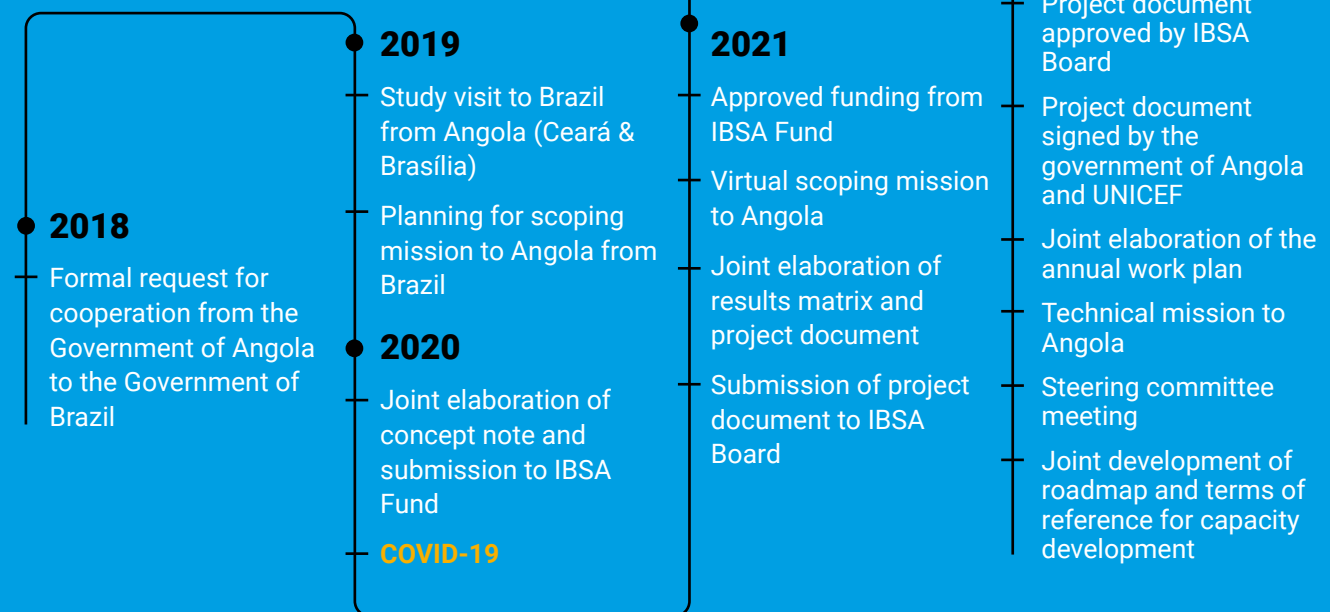 2018
Formal request for
cooperation from the
Government of Angola
to the Government of
Brazil
2019
Study visit to Brazil
from Angola (Ceará &
Brasília)
Planning for scoping
mission to Angola from
Brazil
2020
Joint elaboration of
concept note and
submission to IBSA
Fund
COVID-19
2021
Approved funding from
IBSA Fund
Virtual scoping mission
to Angola
Joint elaboration of
results matrix and
project document
Submission of project
document to IBSA
Board
Project document
approved by IBSA
Board
Project document
signed by the
government of Angola
and UNICEF
Joint elaboration of the
annual work plan
Technical mission to
Angola
Steering committee
meeting
Joint development of
roadmap and terms of
reference for capacity
development